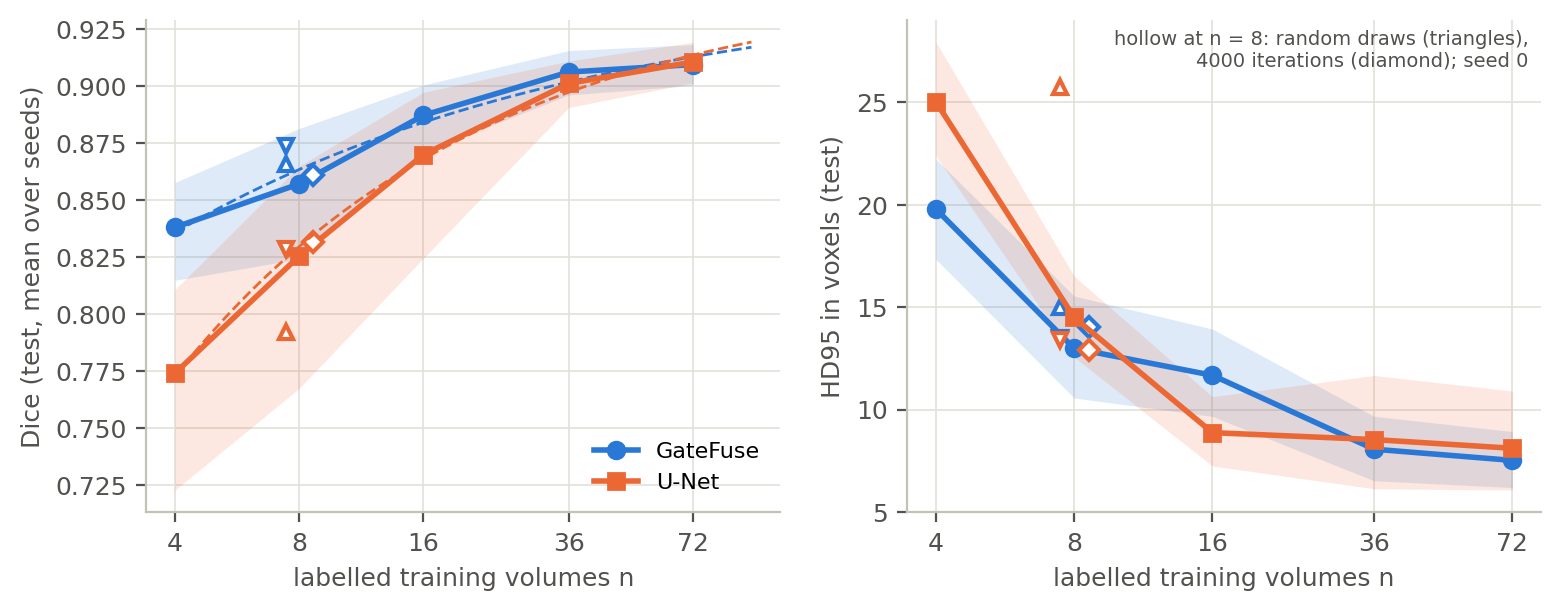 0.925
0.900
0.875
0.850
0.825
0.800
0.775
0.750
0.725
Dice (test, mean over seeds)
4 8 16 36 72
labelled training volumes n
GateFuse
U-Net
hollow at n = 8: random draws (triangles),
4000 iterations (diamond); seed 0
25
20
15
10
5
HD95 in voxels (test)
4 8 16 36 72
labelled training volumes n